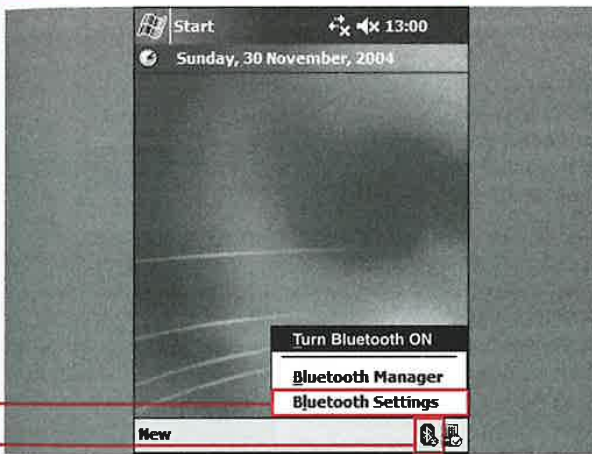 Start 13:00
Sunday, 30 November, 2004
Turn Bluetooth ON
Bluetooth Manager
Bluetooth Settings
New